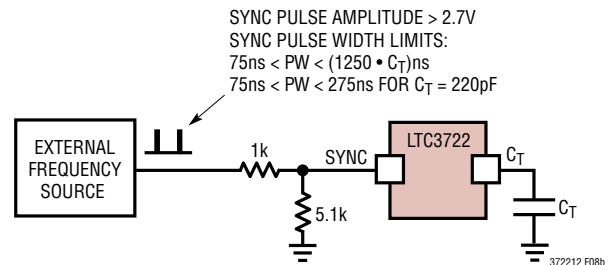 SYNC PULSE AMPLITUDE > 2.7V
SYNC PULSE WIDTH LIMITS:
75ns < PW < (1250 • CT)ns
75ns < PW < 275ns FOR CT = 220pF
EXTERNAL
FREQUENCY
SOURCE
1k
SYNC
5.1k
LTC3722
CT
CT
372212 F08b